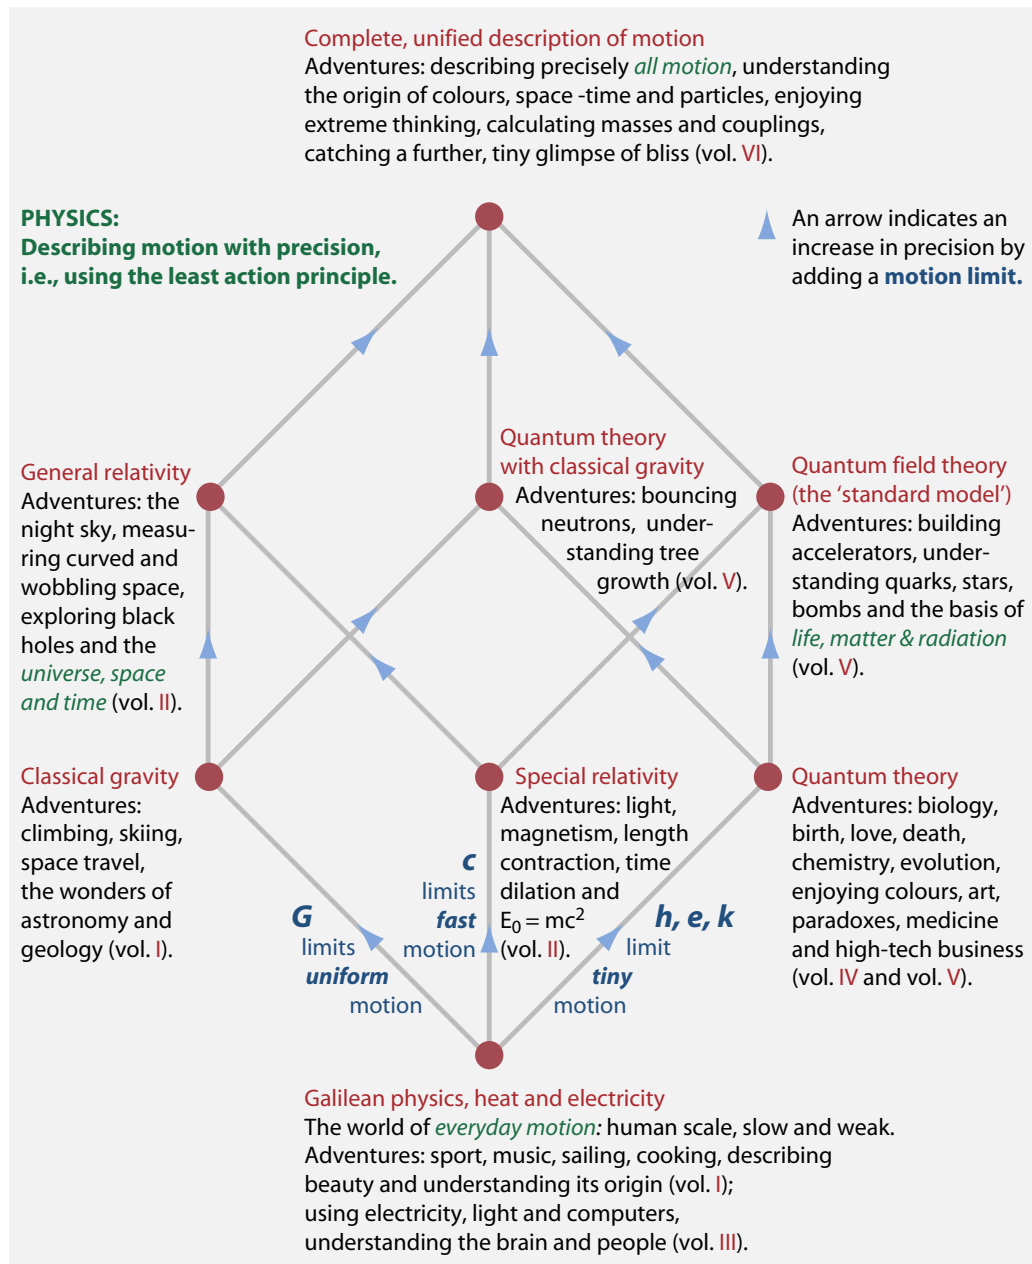 Complete, unified description of motion
Adventures: describing precisely all motion, understanding
the origin of colours, space -time and particles, enjoying
extreme thinking, calculating masses and couplings,
catching a further, tiny glimpse of bliss (vol. VI).
PHYSICS:
Describing motion with precision,
i.e., using the least action principle.
An arrow indicates an
increase in precision by
adding a motion limit.
General relativity
Adventures: the
night sky, measu-
ring curved and
wobbling space,
exploring black
holes and the
universe, space
and time (vol. II).
Quantum theory
with classical gravity
Adventures: bouncing
neutrons, under-
standing tree
growth (vol. V).
Quantum field theory
(the ‘standard model’)
Adventures: building
accelerators, under-
standing quarks, stars,
bombs and the basis of
life, matter & radiation
(vol. V).
Classical gravity
Adventures:
climbing, skiing,
space travel,
the wonders of
astronomy and
geology (vol. I).
Special relativity
Adventures: light,
magnetism, length
contraction, time
dilation and
E₀ = mc²
(vol. II).
Quantum theory
Adventures: biology,
birth, love, death,
chemistry, evolution,
enjoying colours, art,
paradoxes, medicine
and high-tech business
(vol. IV and vol. V).
G
limits
uniform
motion
c
limits
fast
motion
h, e, k
limit
tiny
motion
Galilean physics, heat and electricity
The world of everyday motion: human scale, slow and weak.
Adventures: sport, music, sailing, cooking, describing
beauty and understanding its origin (vol. I);
using electricity, light and computers,
understanding the brain and people (vol. III).